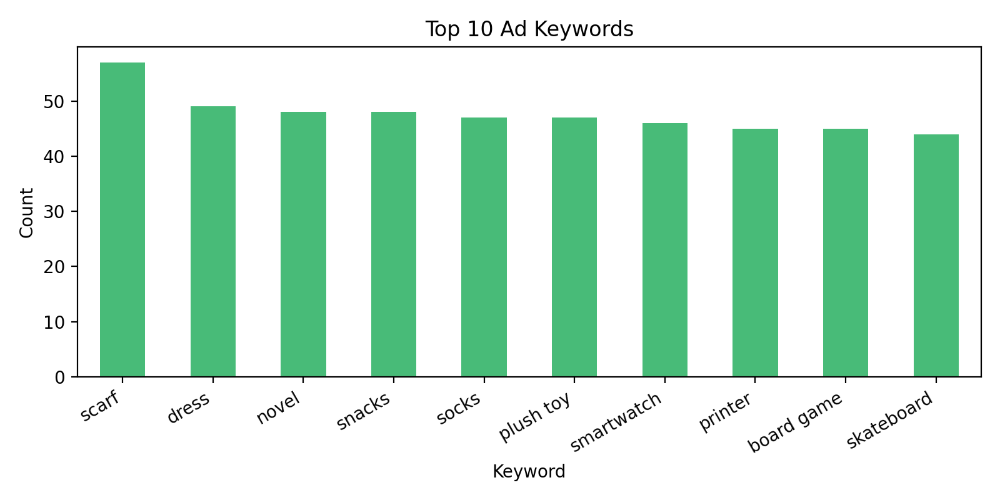 Top 10 Ad Keywords
Count
50
40
30
20
10
0
scarf
dress
novel
snacks
socks
plush toy
smartwatch
printer
board game
skateboard
Keyword